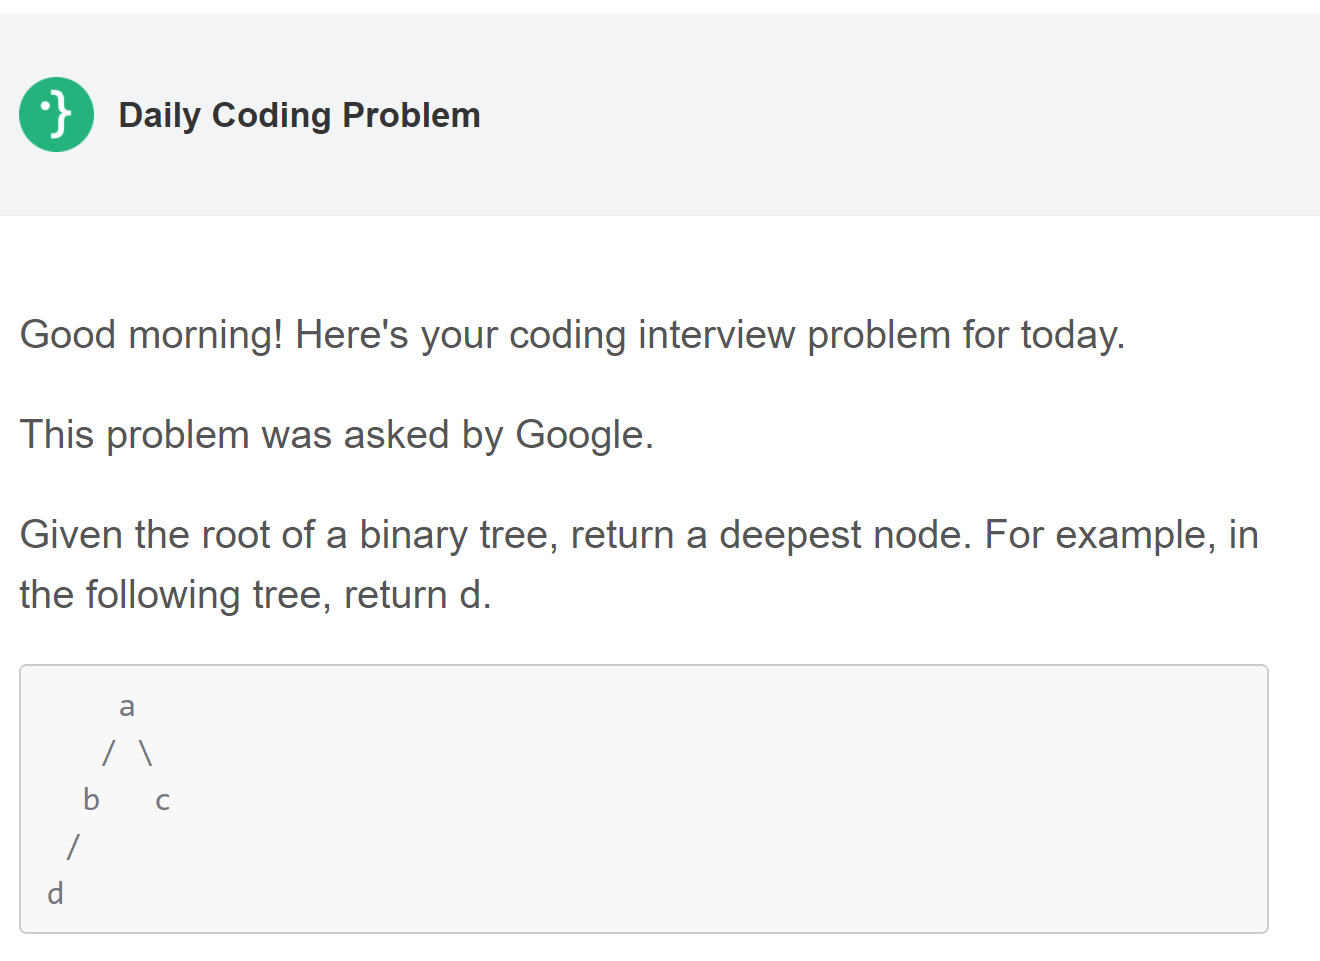 Daily Coding Problem
Good morning! Here's your coding interview problem for today.
This problem was asked by Google.
Given the root of a binary tree, return a deepest node. For example, in
the following tree, return d.
    a
   / \
  b   c
 /
d